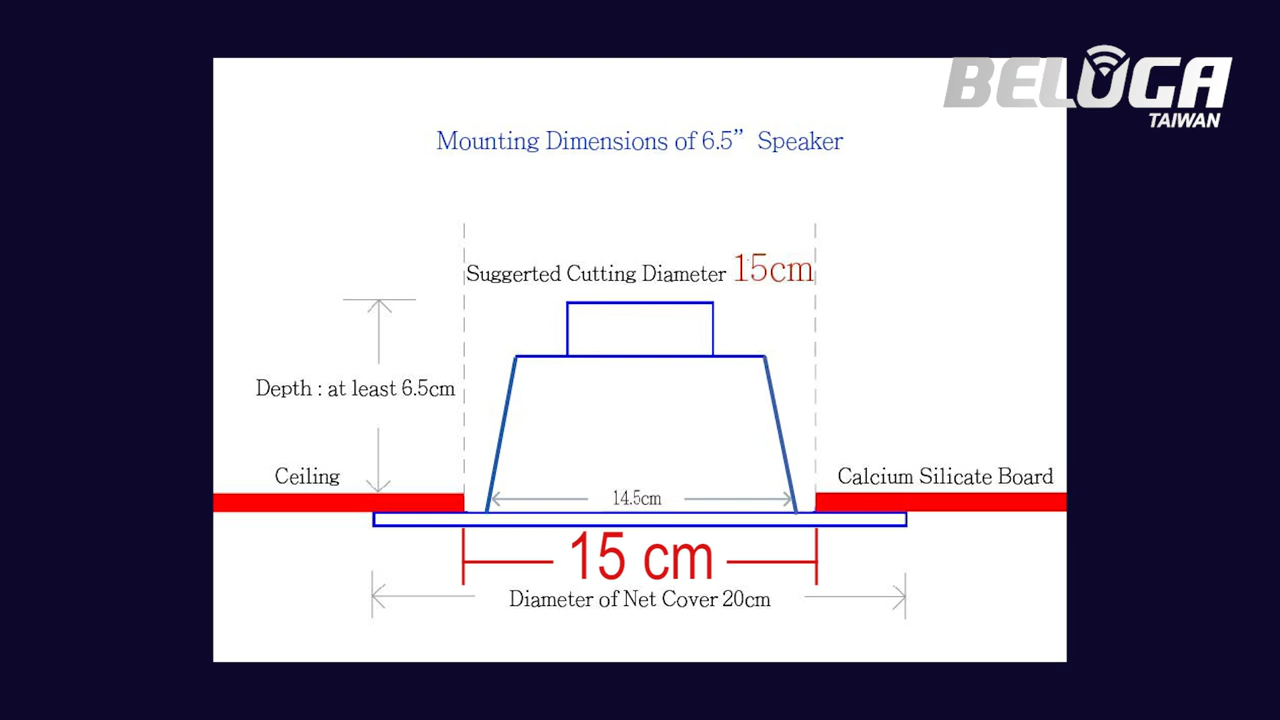 BELUGA
TAIWAN
Mounting Dimensions of 6.5” Speaker
Suggerted Cutting Diameter 15cm
Depth : at least 6.5cm
Ceiling
Calcium Silicate Board
14.5cm
15 cm
Diameter of Net Cover 20cm